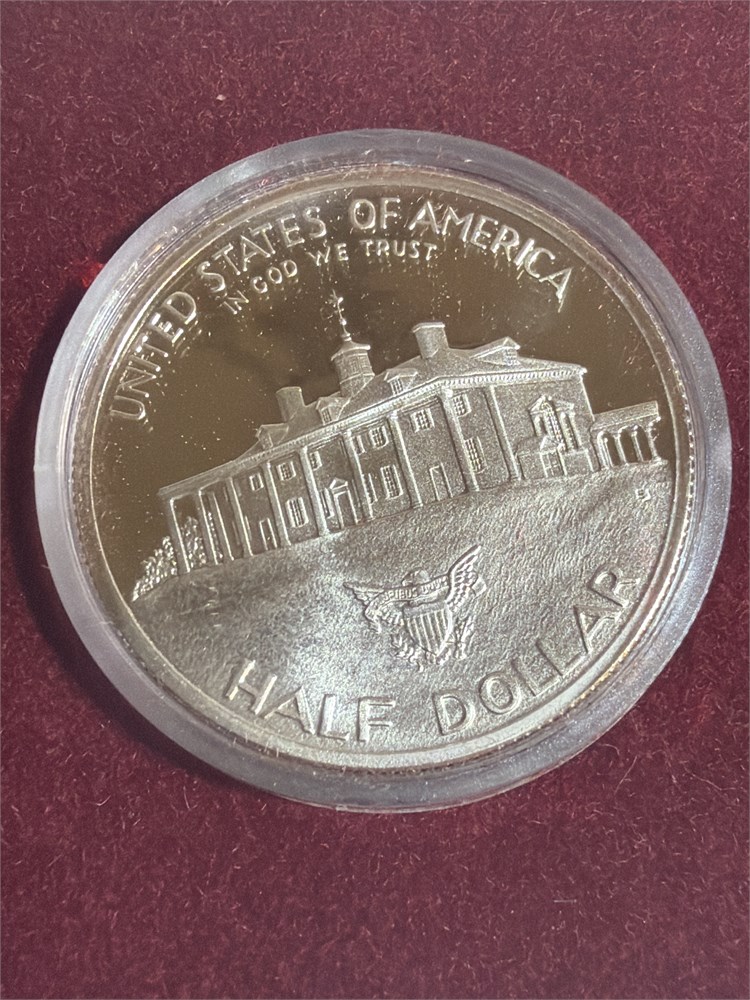 UNITED STATES OF AMERICA
IN GOD WE TRUST
HALF DOLLAR